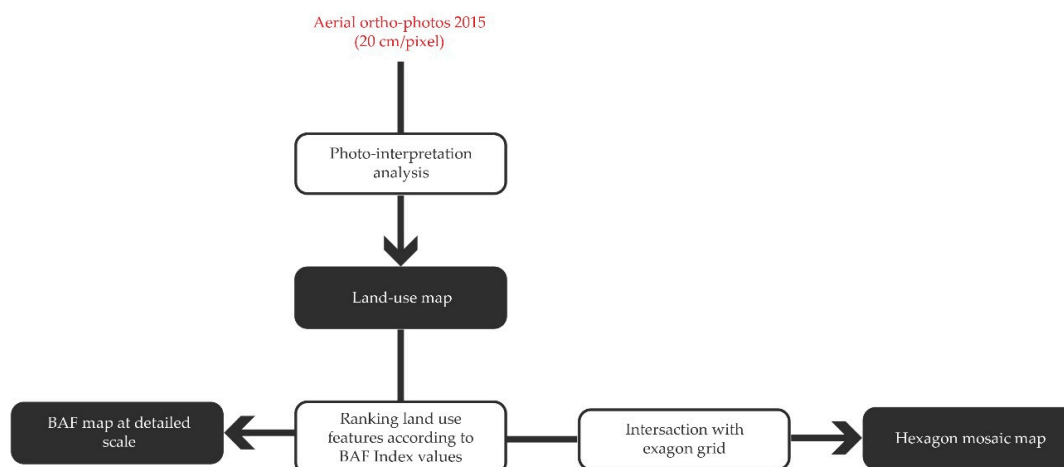 Aerial ortho-photos 2015
(20 cm/pixel)
Photo-interpretation
analysis
Land-use map
BAF map at detailed
scale
Ranking land use
features according to
BAF Index values
Intersaction with
exagon grid
Hexagon mosaic map